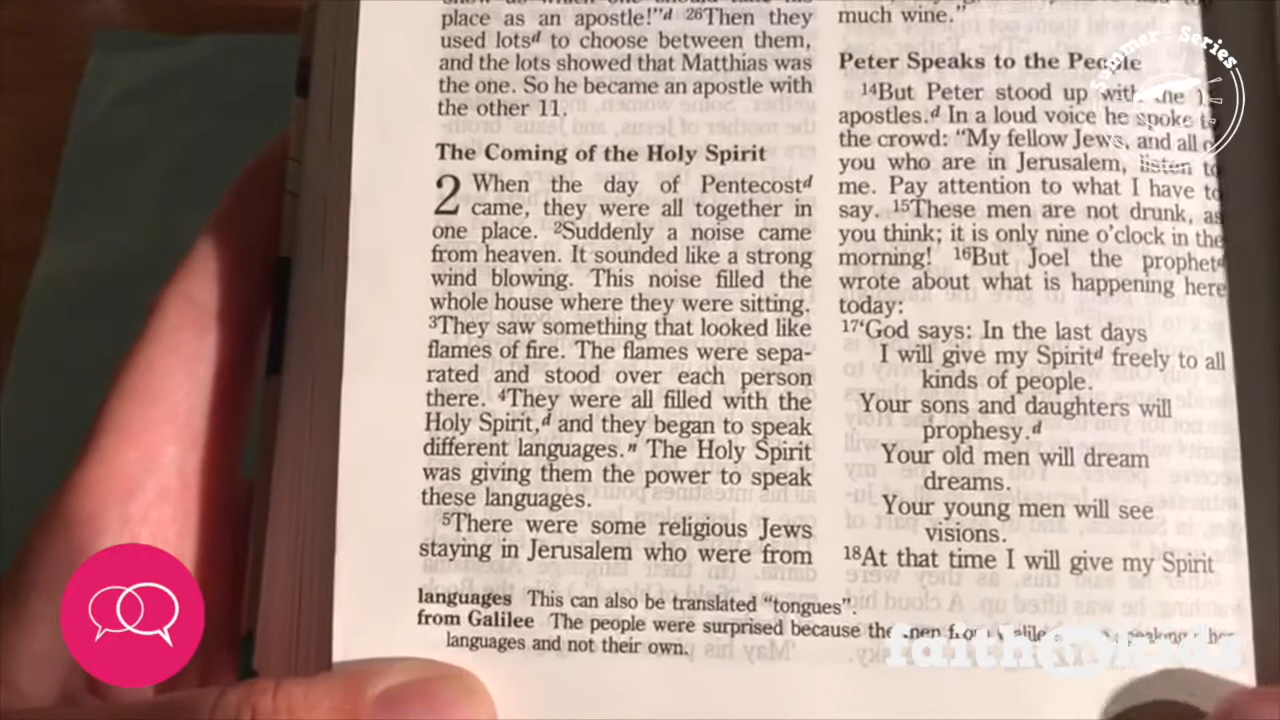 place as an apostle!"d 26Then they
used lotsd to choose between them,
and the lots showed that Matthias was
the one. So he became an apostle with
the other 11.
The Coming of the Holy Spirit
2 When the day of Pentecostd
came, they were all together in
one place. 2Suddenly a noise came
from heaven. It sounded like a strong
wind blowing. This noise filled the
whole house where they were sitting.
3They saw something that looked like
flames of fire. The flames were sepa-
rated and stood over each person
there. 4They were all filled with the
Holy Spirit,d and they began to speak
different languages.n The Holy Spirit
was giving them the power to speak
these languages.
5There were some religious Jews
staying in Jerusalem who were from
much wine."
Peter Speaks to the People
14But Peter stood up with the 11
apostles.d In a loud voice he spoke to
the crowd: "My fellow Jews, and all of
you who are in Jerusalem, listen to
me. Pay attention to what I have to
say. 15These men are not drunk, as
you think; it is only nine o'clock in the
morning! 16But Joel the prophetd
wrote about what is happening here
today:
17'God says: In the last days
I will give my Spiritd freely to all
kinds of people.
Your sons and daughters will
prophesy.d
Your old men will dream
dreams.
Your young men will see
visions.
18At that time I will give my Spirit
languages This can also be translated "tongues".
from Galilee The people were surprised because the men from
languages and not their own.
Summer Series
faith kids